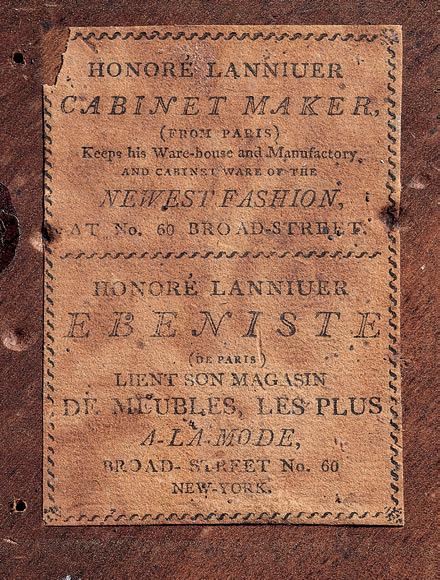 HONORÉ LANNIUER
CABINET MAKER,
(FROM PARIS)
Keeps his Ware-house and Manufactory,
AND CABINET WARE OF THE
NEWEST FASHION,
AT No. 60 BROAD-STREET.
HONORÉ LANNIUER
EBENISTE
(DE PARIS)
LIENT SON MAGASIN
DE MEUBLES, LES PLUS
A-LA-MODE,
BROAD-STREET No. 60
NEW-YORK.